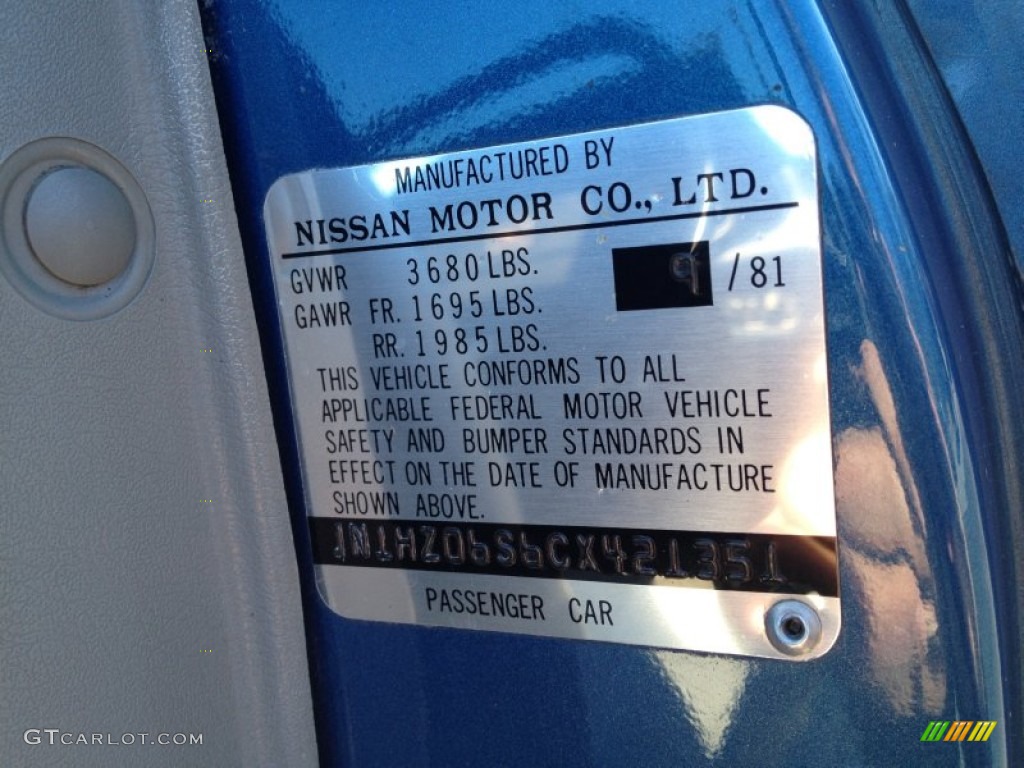 MANUFACTURED BY
NISSAN MOTOR CO., LTD.
GVWR 3680 LBS. 9 /81
GAWR FR. 1695 LBS.
RR. 1985 LBS.
THIS VEHICLE CONFORMS TO ALL
APPLICABLE FEDERAL MOTOR VEHICLE
SAFETY AND BUMPER STANDARDS IN
EFFECT ON THE DATE OF MANUFACTURE
SHOWN ABOVE.
JN1HZ06S6CX421351
PASSENGER CAR
GTCARLOT.COM